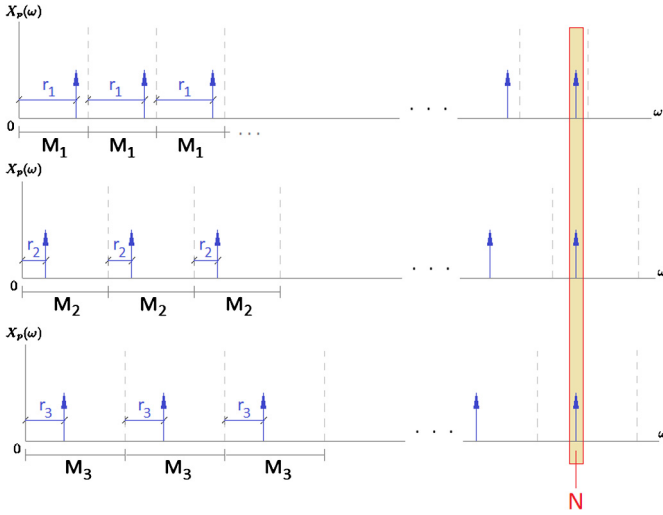 Xₚ(ω)
r₁ r₁ r₁
. . .
0 ω
M₁ M₁ M₁ ...
Xₚ(ω)
r₂ r₂ r₂
. . .
0 ω
M₂ M₂ M₂
Xₚ(ω)
r₃ r₃ r₃
. . .
0 ω
M₃ M₃ M₃
N